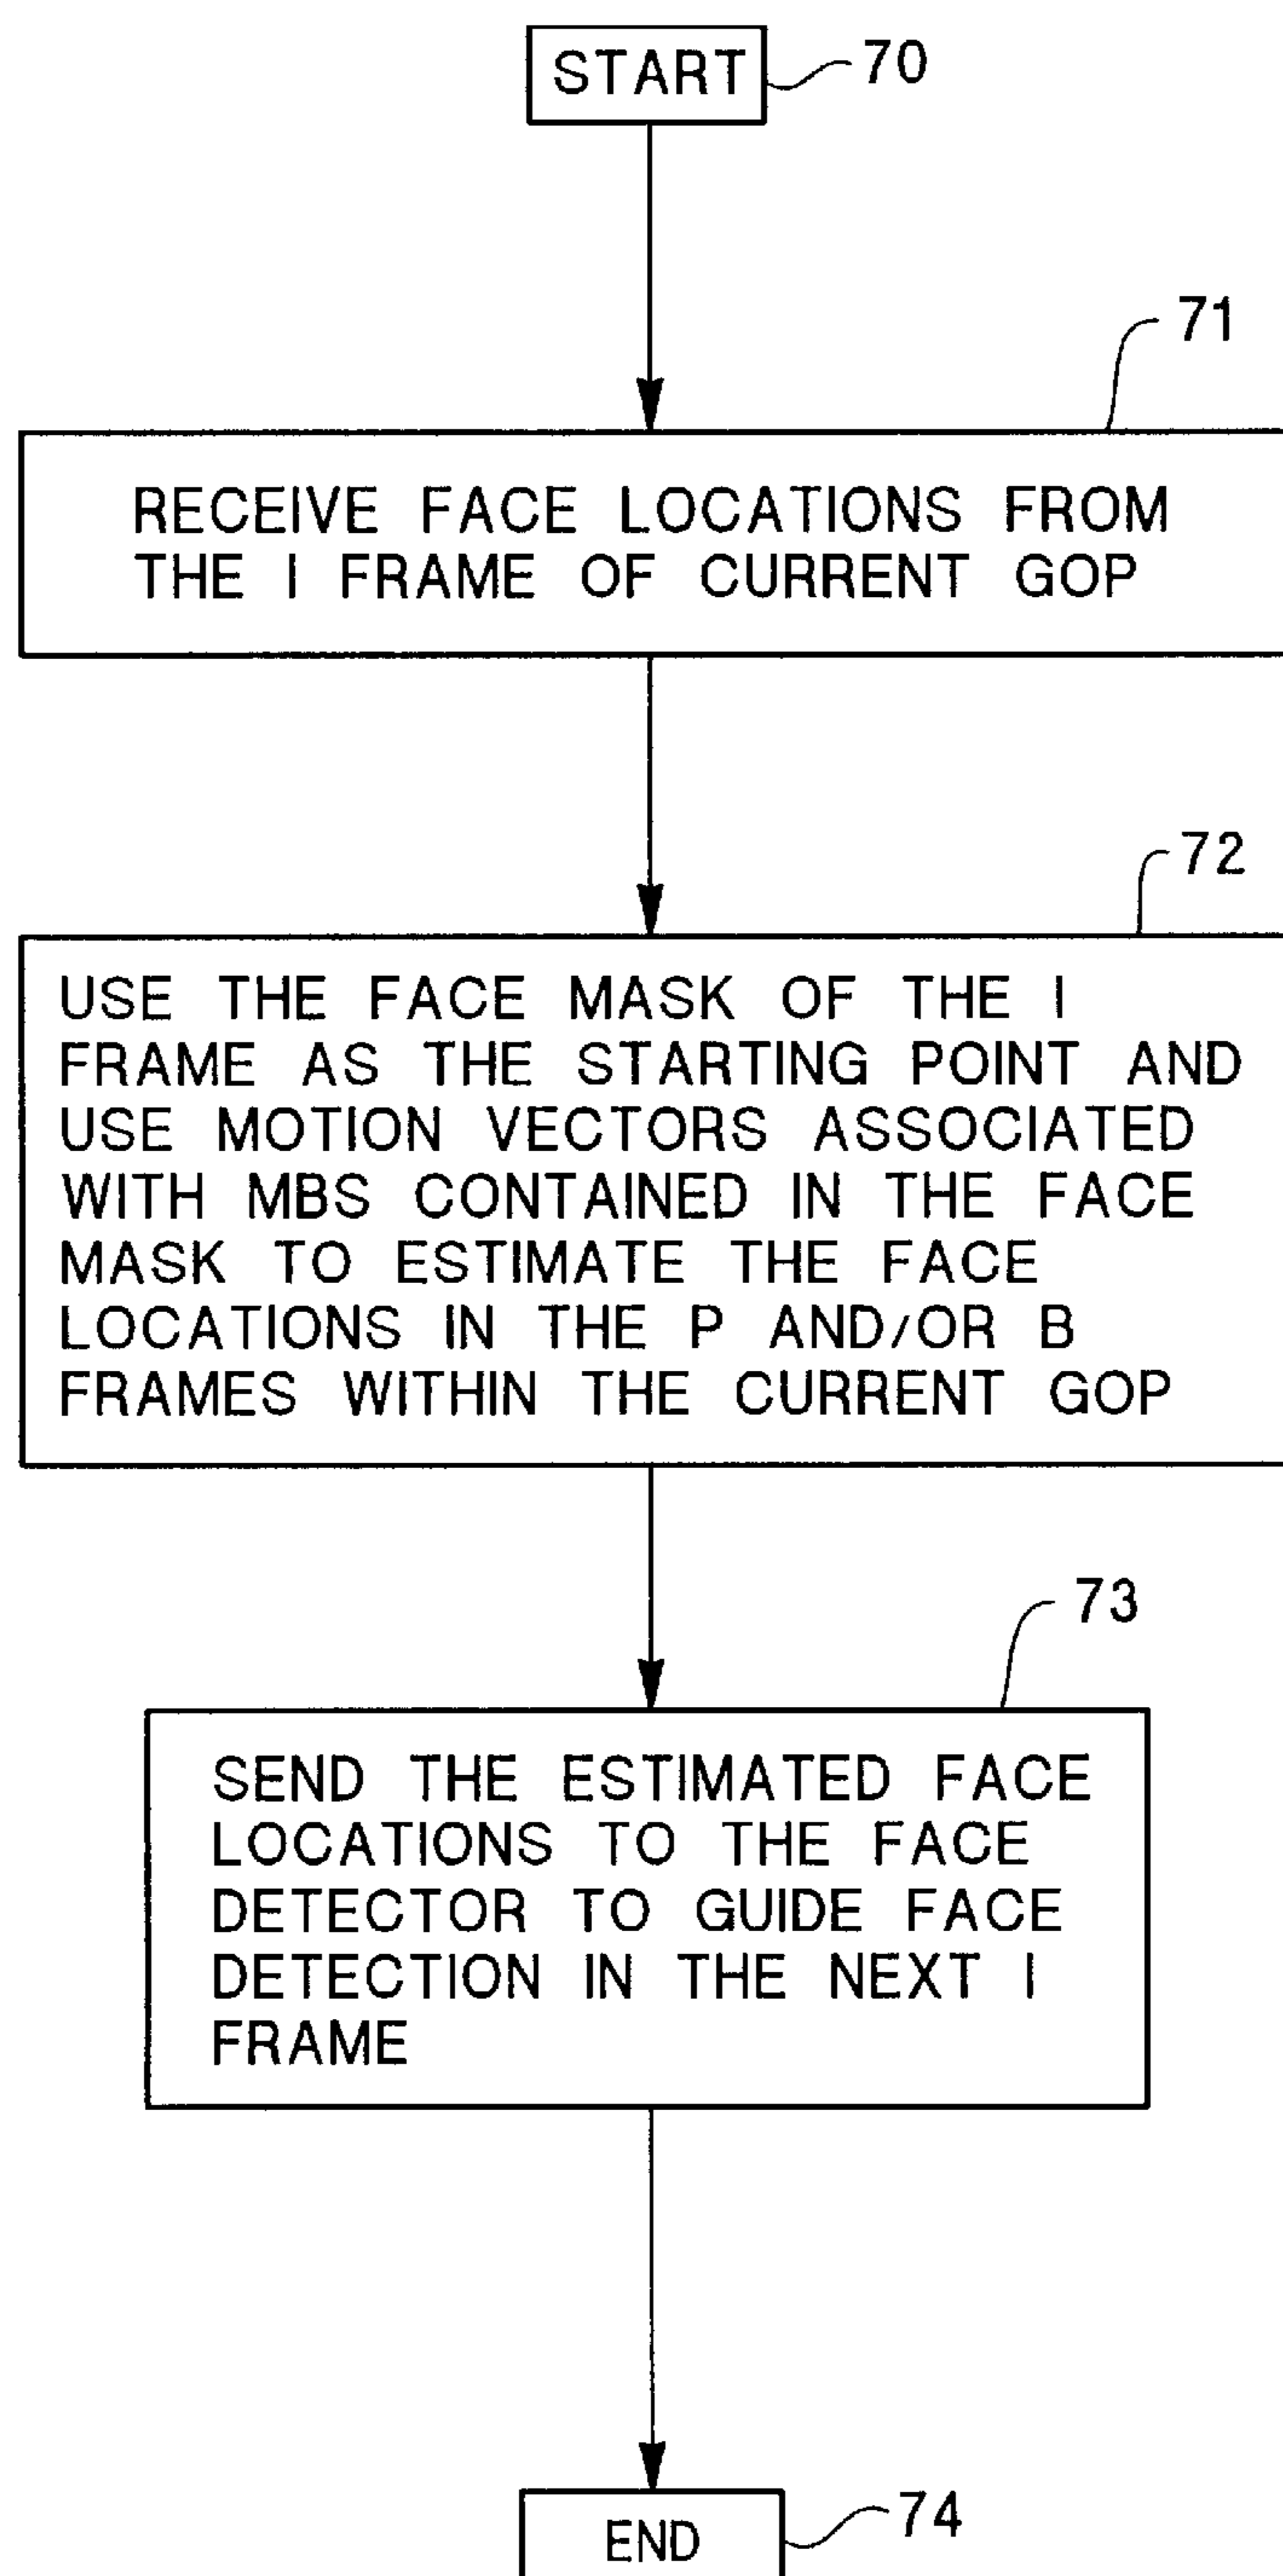 START
70
71
RECEIVE FACE LOCATIONS FROM
THE I FRAME OF CURRENT GOP
72
USE THE FACE MASK OF THE I
FRAME AS THE STARTING POINT AND
USE MOTION VECTORS ASSOCIATED
WITH MBS CONTAINED IN THE FACE
MASK TO ESTIMATE THE FACE
LOCATIONS IN THE P AND/OR B
FRAMES WITHIN THE CURRENT GOP
73
SEND THE ESTIMATED FACE
LOCATIONS TO THE FACE
DETECTOR TO GUIDE FACE
DETECTION IN THE NEXT I
FRAME
END
74